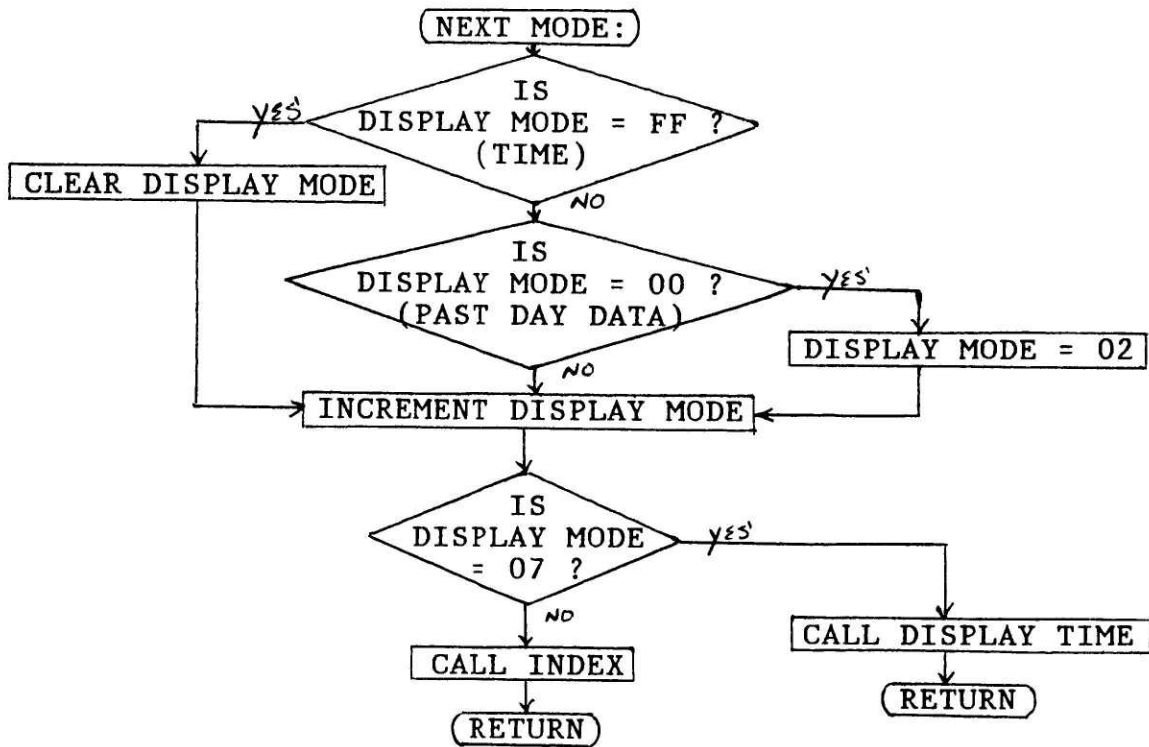 NEXT MODE:
IS
DISPLAY MODE = FF ?
(TIME)
YES
CLEAR DISPLAY MODE
NO
IS
DISPLAY MODE = 00 ?
(PAST DAY DATA)
YES
DISPLAY MODE = 02
NO
INCREMENT DISPLAY MODE
IS
DISPLAY MODE
= 07 ?
YES
NO
CALL DISPLAY TIME
CALL INDEX
(RETURN)
(RETURN)